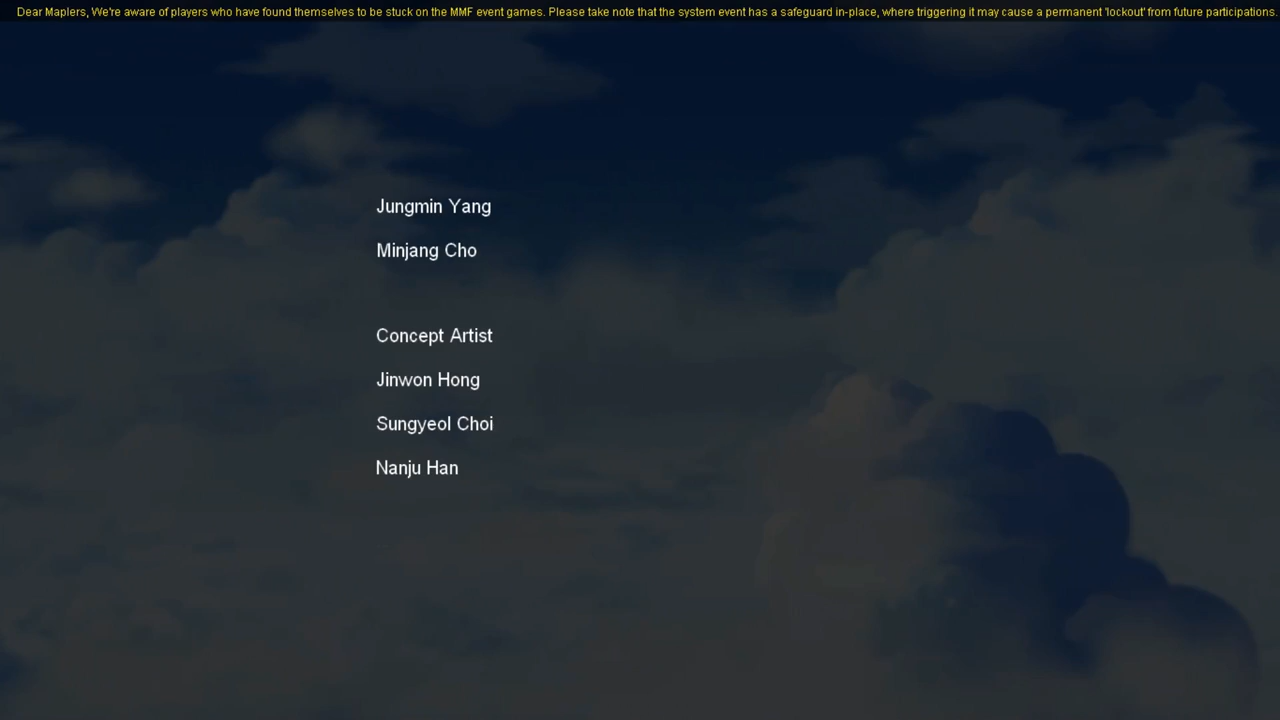 Dear Maplers, We're aware of players who have found themselves to be stuck on the MMF event games. Please take note that the system event has a safeguard in-place, where triggering it may cause a permanent 'lockout' from future participations.
Jungmin Yang
Minjang Cho
Concept Artist
Jinwon Hong
Sungyeol Choi
Nanju Han